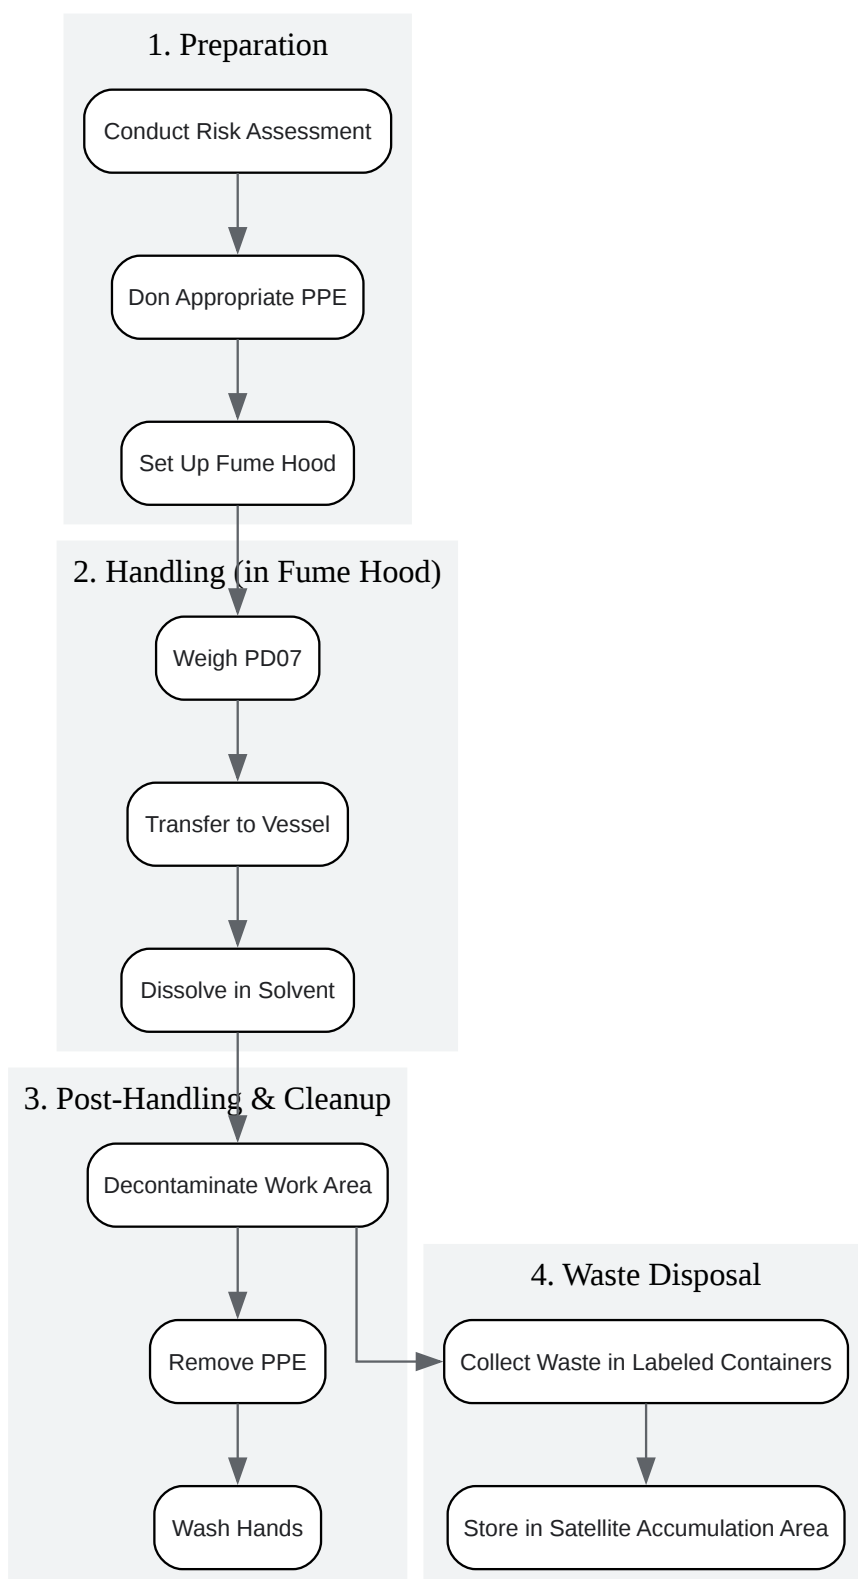 1. Preparation
Conduct Risk Assessment
Don Appropriate PPE
Set Up Fume Hood
2. Handling (in Fume Hood)
Weigh PD07
Transfer to Vessel
Dissolve in Solvent
3. Post-Handling & Cleanup
Decontaminate Work Area
Remove PPE
Wash Hands
4. Waste Disposal
Collect Waste in Labeled Containers
Store in Satellite Accumulation Area